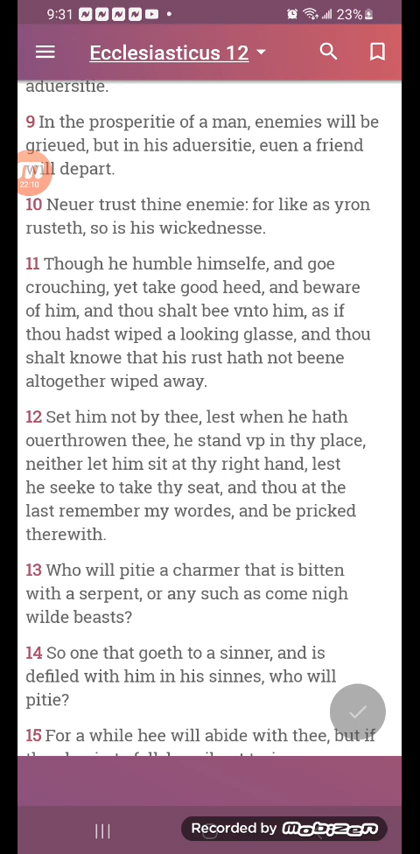 9:31 23%
Ecclesiasticus 12
aduersitie.
9 In the prosperitie of a man, enemies will be
grieued, but in his aduersitie, euen a friend
will depart.
22:10
10 Neuer trust thine enemie: for like as yron
rusteth, so is his wickednesse.
11 Though he humble himselfe, and goe
crouching, yet take good heed, and beware
of him, and thou shalt bee vnto him, as if
thou hadst wiped a looking glasse, and thou
shalt knowe that his rust hath not beene
altogether wiped away.
12 Set him not by thee, lest when he hath
ouerthrowen thee, he stand vp in thy place,
neither let him sit at thy right hand, lest
he seeke to take thy seat, and thou at the
last remember my wordes, and be pricked
therewith.
13 Who will pitie a charmer that is bitten
with a serpent, or any such as come nigh
wilde beasts?
14 So one that goeth to a sinner, and is
defiled with him in his sinnes, who will
pitie?
15 For a while hee will abide with thee, but if
Recorded by MOBIZEN